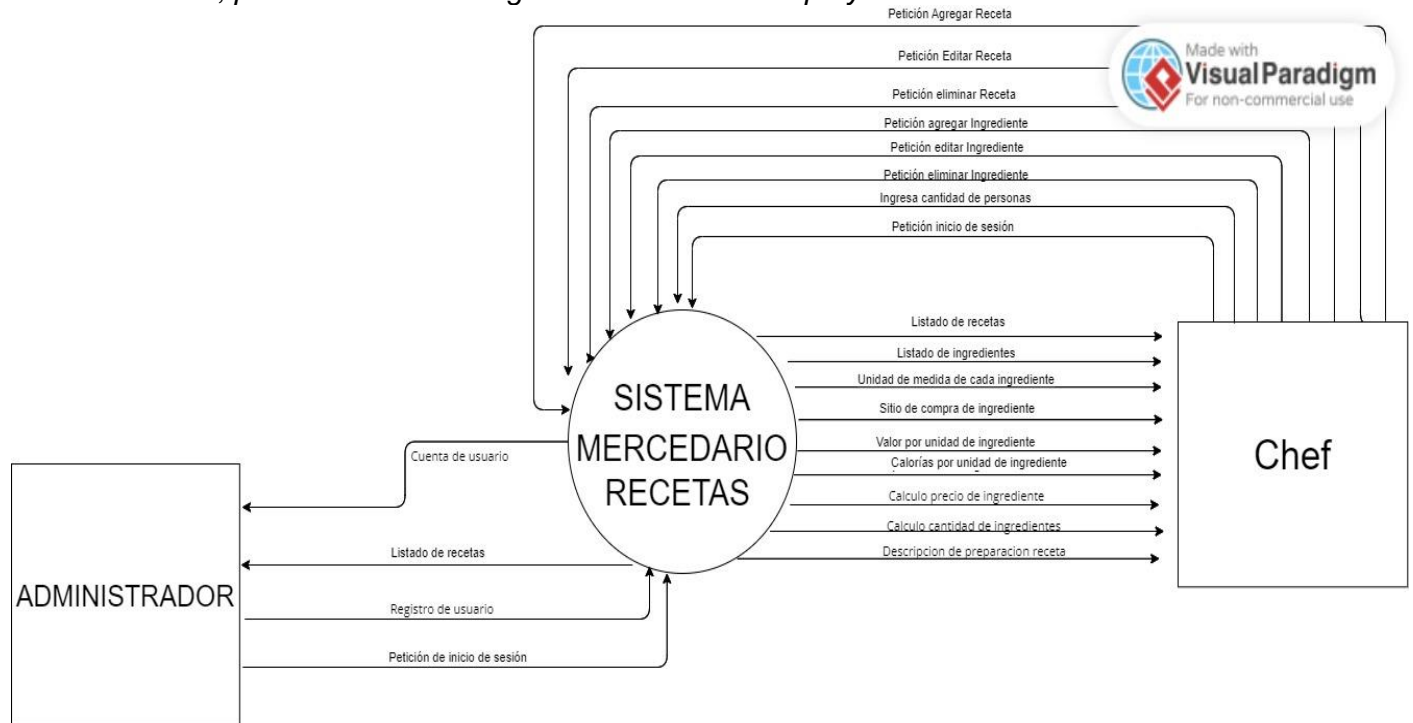 Petición Agregar Receta
Made with
Visual Paradigm
For non-commercial use
Petición Editar Receta
Petición eliminar Receta
Petición agregar Ingrediente
Petición editar Ingrediente
Petición eliminar Ingrediente
Ingresa cantidad de personas
Petición inicio de sesión
Listado de recetas
Listado de ingredientes
Unidad de medida de cada ingrediente
Sitio de compra de ingrediente
Valor por unidad de ingrediente
Calorías por unidad de ingrediente
Calculo precio de ingrediente
Calculo cantidad de ingredientes
Descripcion de preparacion receta
SISTEMA
MERCEDARIO
RECETAS
Chef
Cuenta de usuario
Listado de recetas
Registro de usuario
Petición de inicio de sesión
ADMINISTRADOR